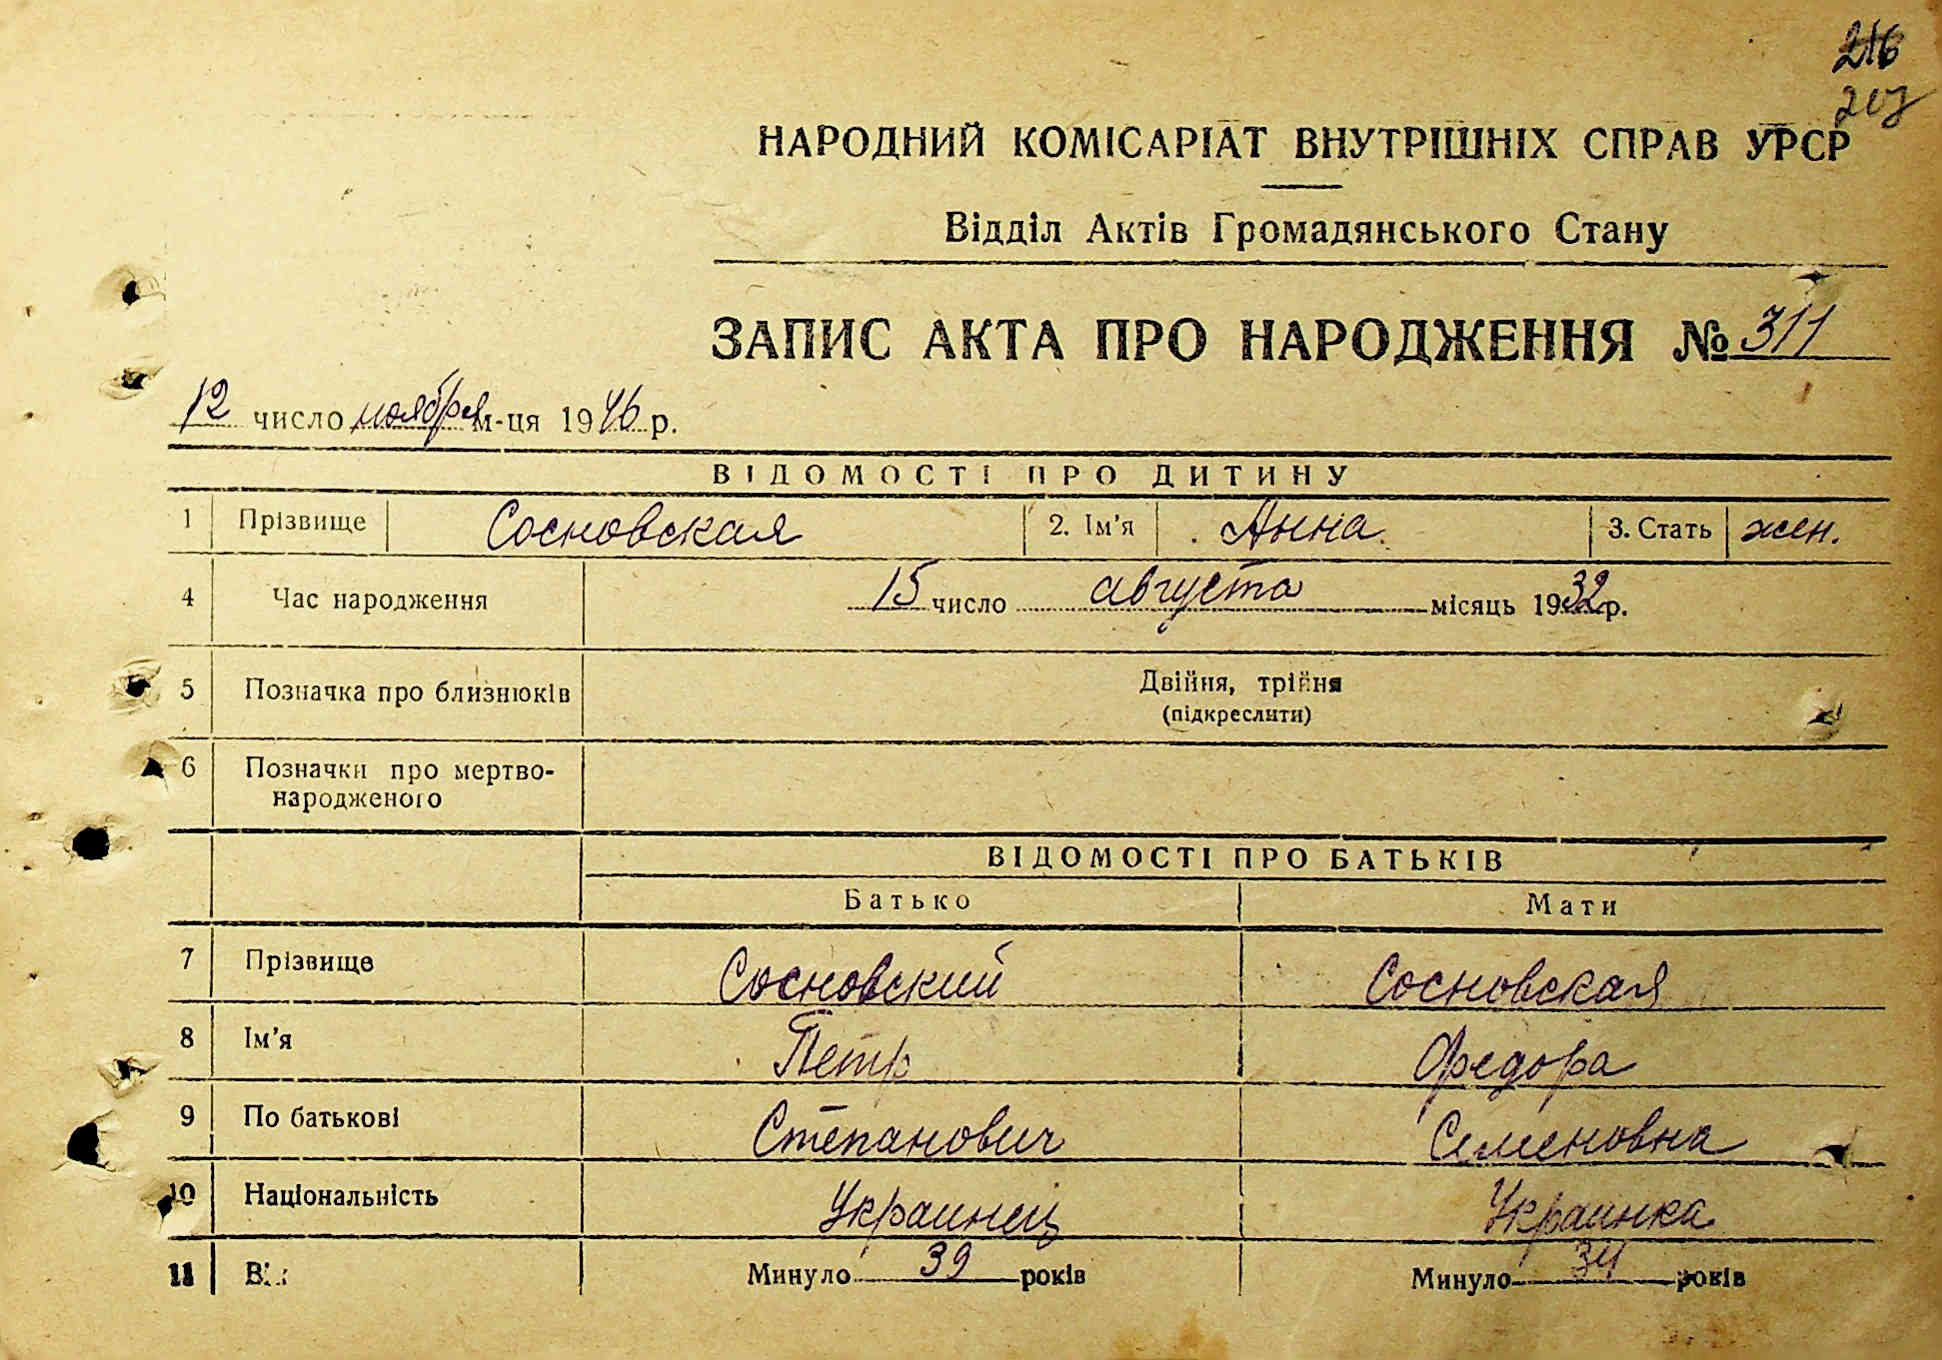 216
207
НАРОДНИЙ КОМІСАРІАТ ВНУТРІШНІХ СПРАВ УРСР
Відділ Актів Громадянського Стану
ЗАПИС АКТА ПРО НАРОДЖЕННЯ № 311
12 число ноября м-ця 1946 р.
ВІДОМОСТІ ПРО ДИТИНУ
1 Прізвище Сосновская 2. Ім'я Анна 3. Стать жен.
4 Час народження 15 число августа місяць 1932 р.
5 Позначка про близнюків Двійня, трійня
(підкреслити)
6 Позначки про мертво-
народженого
ВІДОМОСТІ ПРО БАТЬКІВ
Батько Мати
7 Прізвище Сосновский Сосновская
8 Ім'я Петр Федора
9 По батькові Степанович Семеновна
10 Національність Украинец Украинка
11 Минуло 39 років Минуло 34 років